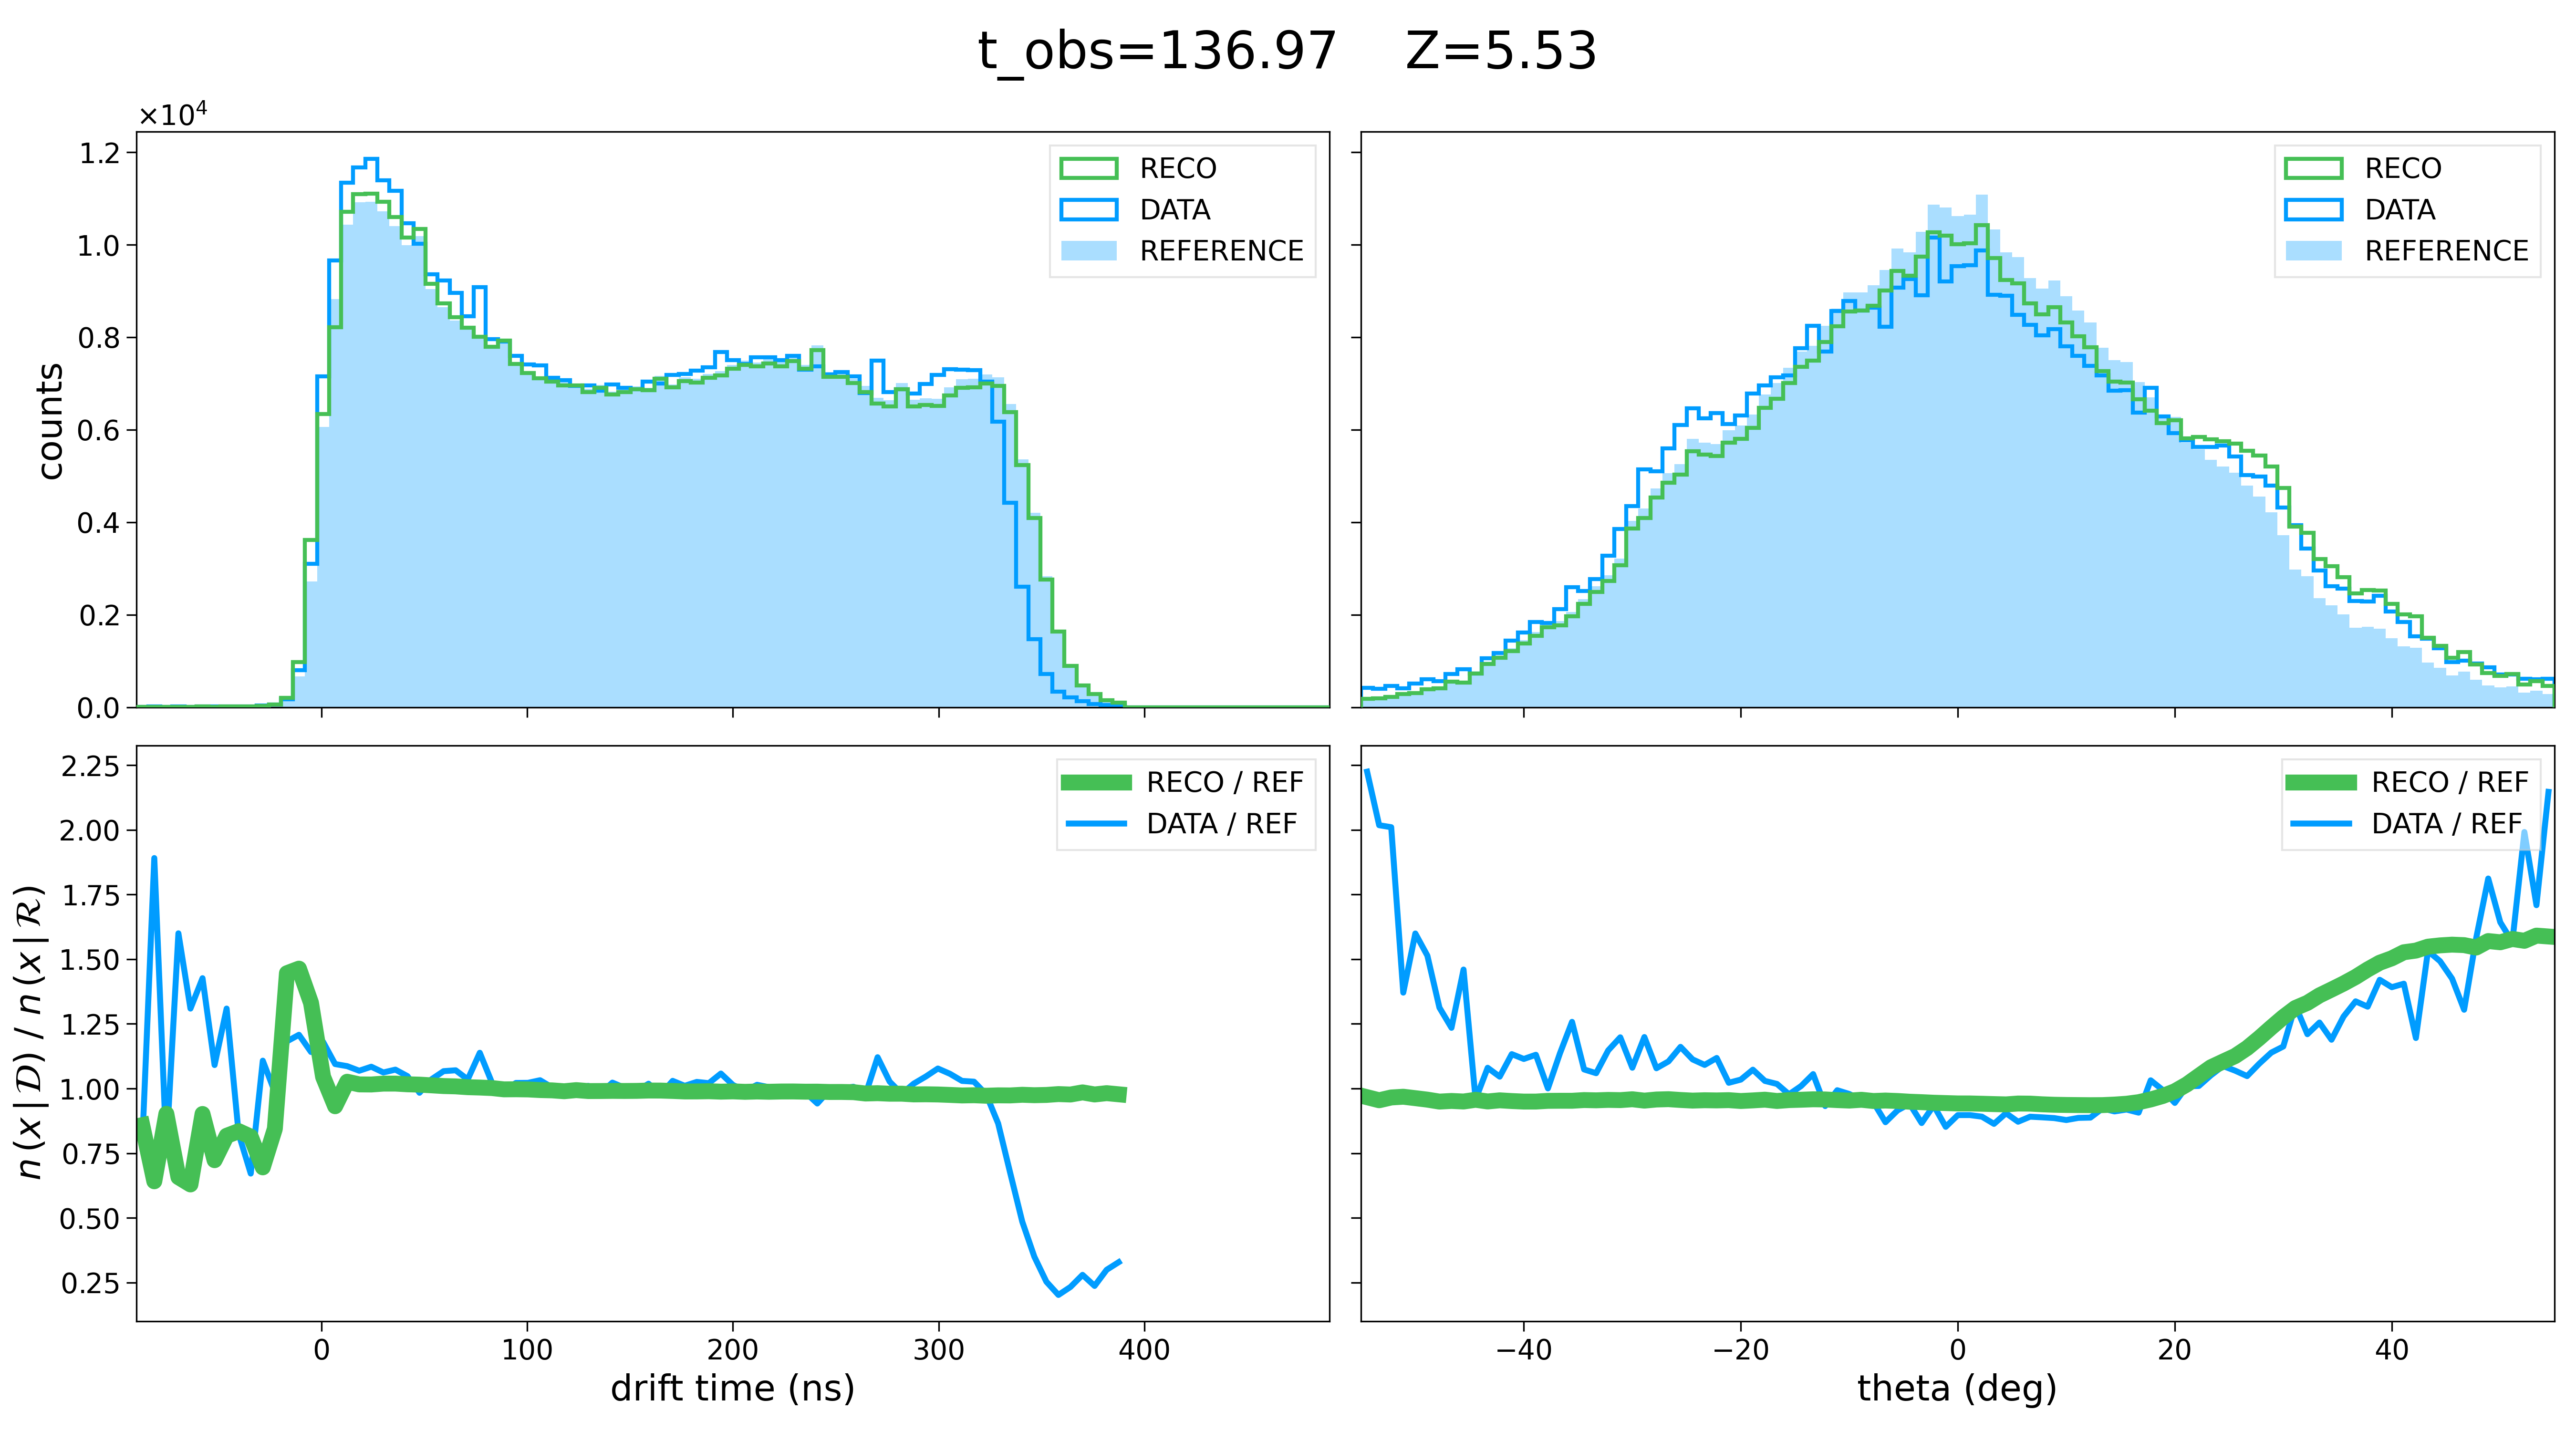 t_obs=136.97 Z=5.53
×10⁴
1.2
1.0
0.8
0.6
0.4
0.2
0.0
counts
RECO
DATA
REFERENCE
RECO
DATA
REFERENCE
2.25
2.00
1.75
1.50
1.25
1.00
0.75
0.50
0.25
n(x|𝒟) / n(x|ℛ)
RECO / REF
DATA / REF
RECO / REF
DATA / REF
0 100 200 300 400
drift time (ns)
−40 −20 0 20 40
theta (deg)